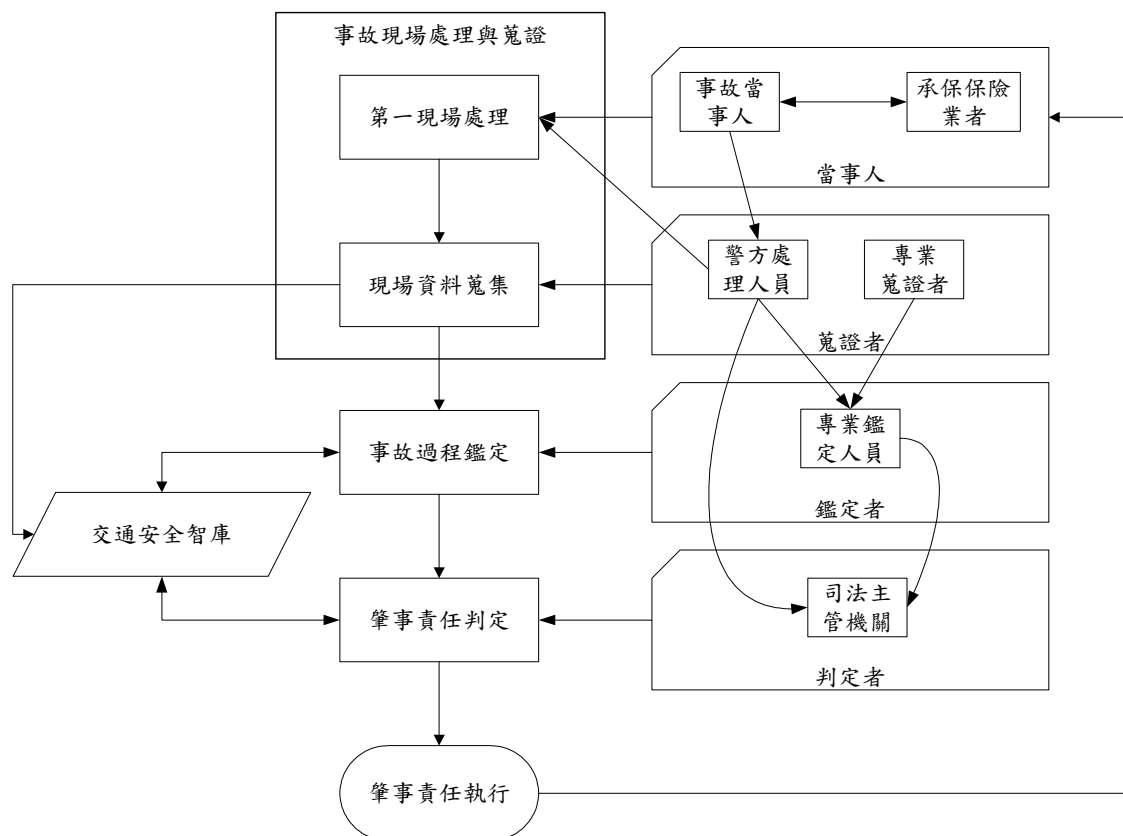 事故現場處理與蒐證
第一現場處理
現場資料蒐集
事故過程鑑定
交通安全智庫
肇事責任判定
肇事責任執行
事故當
事人
承保保險
業者
當事人
警方處
理人員
專業
蒐證者
蒐證者
專業鑑
定人員
鑑定者
司法主
管機關
判定者